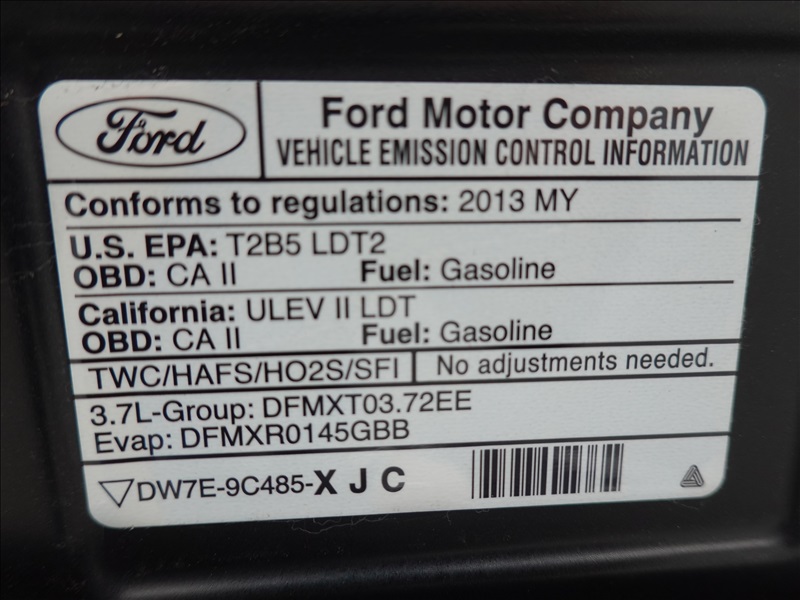 Ford
Ford Motor Company
VEHICLE EMISSION CONTROL INFORMATION
Conforms to regulations: 2013 MY
U.S. EPA: T2B5 LDT2
OBD: CA II Fuel: Gasoline
California: ULEV II LDT
OBD: CA II Fuel: Gasoline
TWC/HAFS/HO2S/SFI No adjustments needed.
3.7L-Group: DFMXT03.72EE
Evap: DFMXR0145GBB
DW7E-9C485-X J C